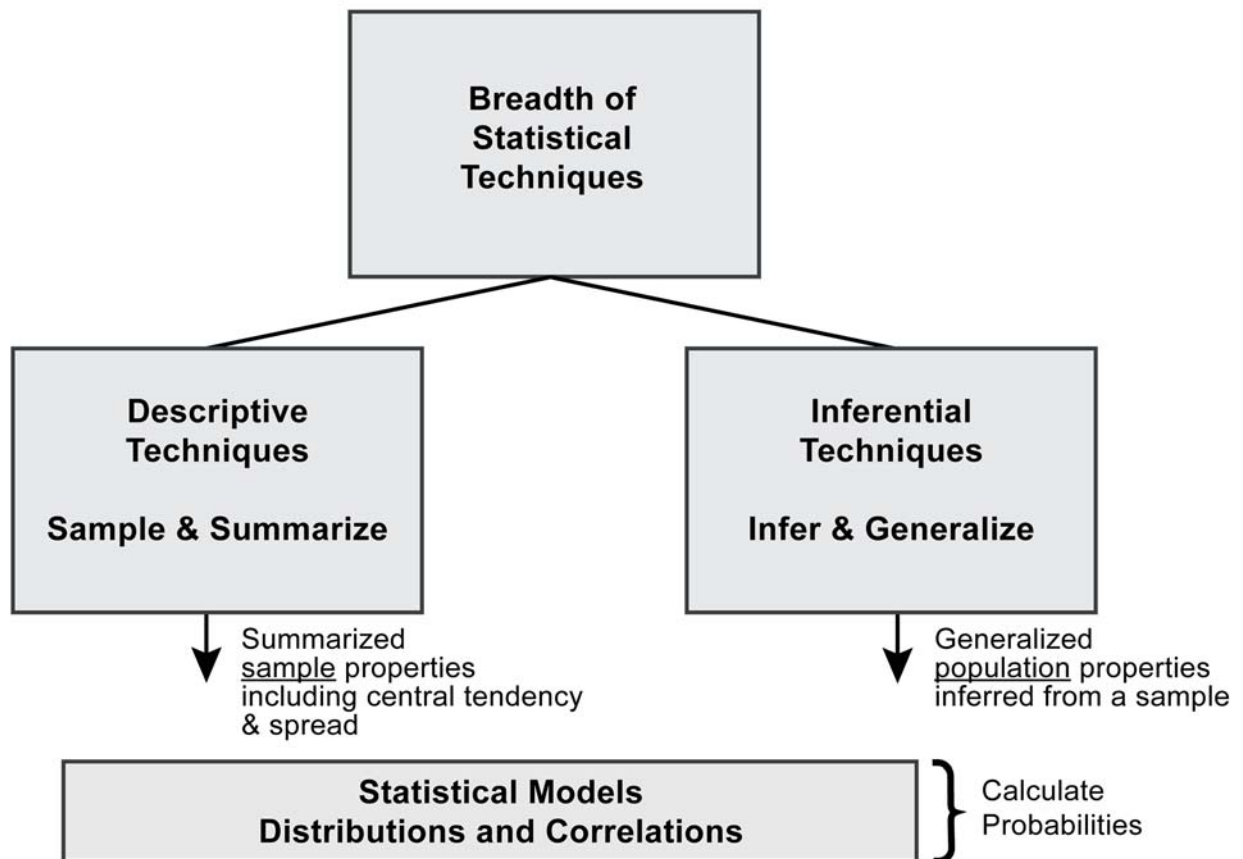 Breadth of
Statistical
Techniques
Descriptive
Techniques
Sample & Summarize
Inferential
Techniques
Infer & Generalize
Summarized
sample properties
including central tendency
& spread
Generalized
population properties
inferred from a sample
Statistical Models
Distributions and Correlations
Calculate
Probabilities